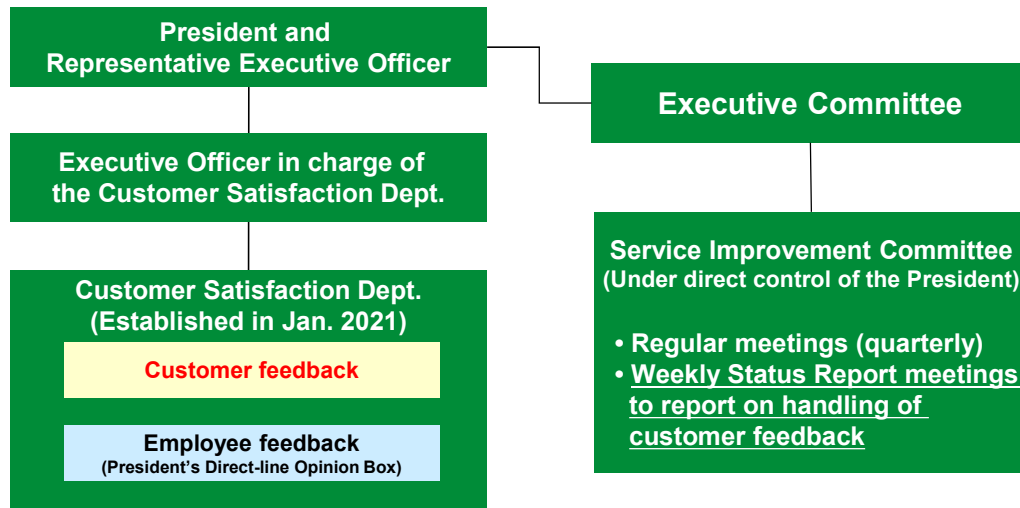 President and
Representative Executive Officer
Executive Committee
Executive Officer in charge of
the Customer Satisfaction Dept.
Service Improvement Committee
(Under direct control of the President)
• Regular meetings (quarterly)
• Weekly Status Report meetings
to report on handling of
customer feedback
Customer Satisfaction Dept.
(Established in Jan. 2021)
Customer feedback
Employee feedback
(President's Direct-line Opinion Box)